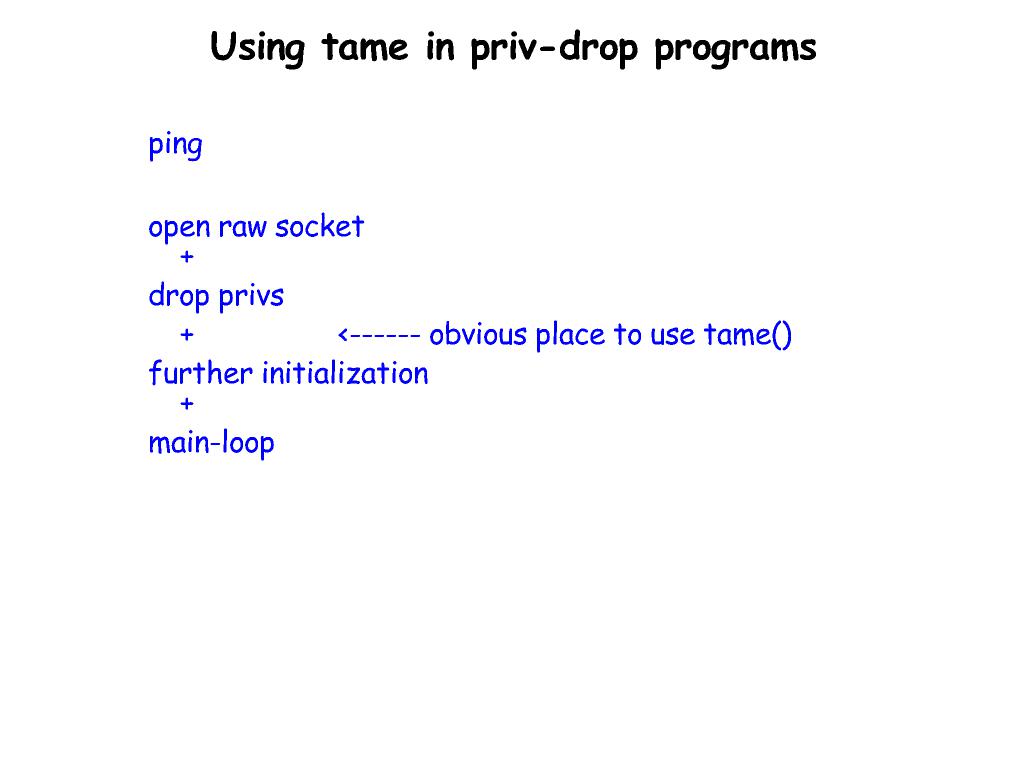 Using tame in priv-drop programs
ping
open raw socket
+
drop privs
+ <------ obvious place to use tame()
further initialization
+
main-loop